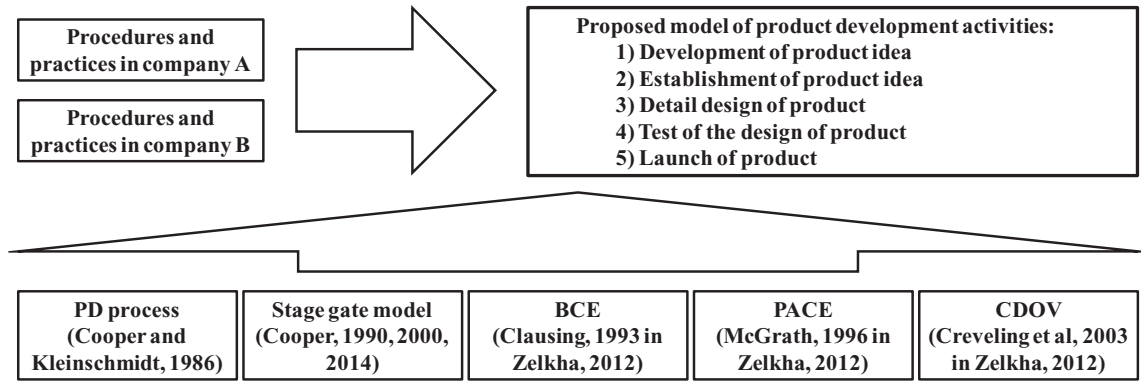 Procedures and
practices in company A
Procedures and
practices in company B
Proposed model of product development activities:
1) Development of product idea
2) Establishment of product idea
3) Detail design of product
4) Test of the design of product
5) Launch of product
PD process
(Cooper and
Kleinschmidt, 1986)
Stage gate model
(Cooper, 1990, 2000,
2014)
BCE
(Clausing, 1993 in
Zelkha, 2012)
PACE
(McGrath, 1996 in
Zelkha, 2012)
CDOV
(Creveling et al, 2003
in Zelkha, 2012)